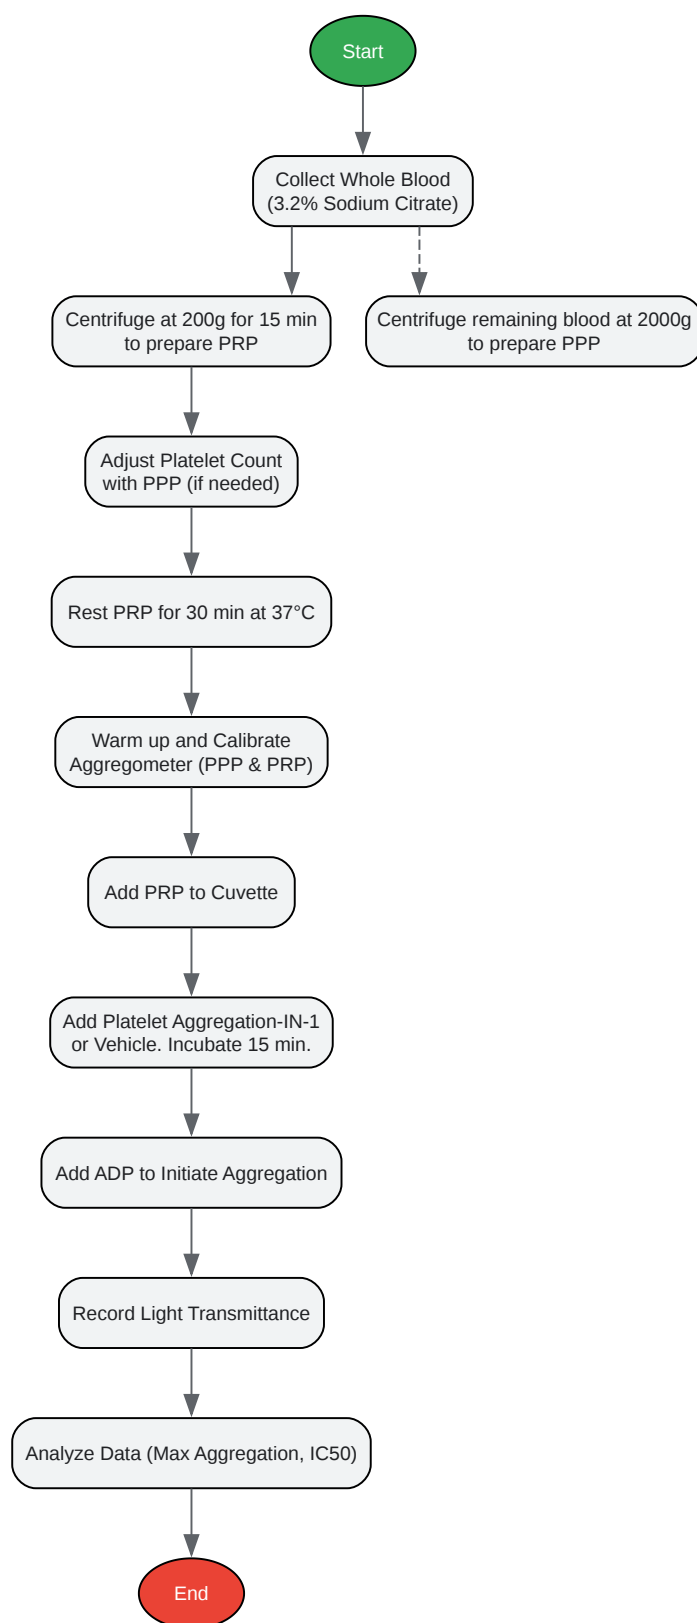 Start
Collect Whole Blood
(3.2% Sodium Citrate)
Centrifuge at 200g for 15 min
to prepare PRP
Centrifuge remaining blood at 2000g
to prepare PPP
Adjust Platelet Count
with PPP (if needed)
Rest PRP for 30 min at 37°C
Warm up and Calibrate
Aggregometer (PPP & PRP)
Add PRP to Cuvette
Add Platelet Aggregation-IN-1
or Vehicle. Incubate 15 min.
Add ADP to Initiate Aggregation
Record Light Transmittance
Analyze Data (Max Aggregation, IC50)
End